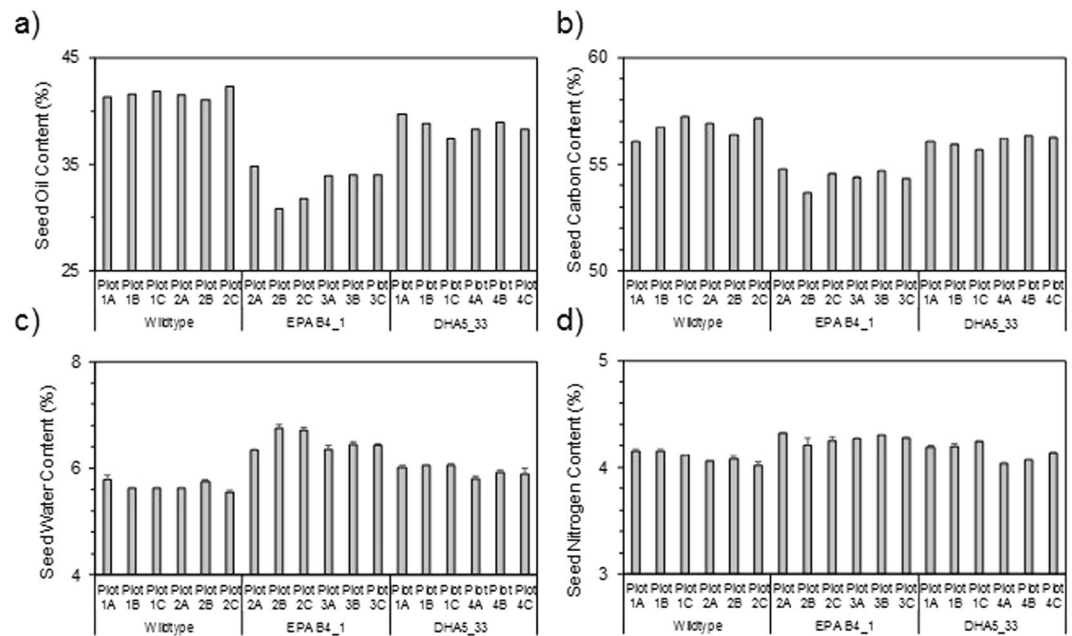 a)
45
35
25
Seed Oil Content (%)
Plot Plot Plot Plot Plot Plot Plot Plot Plot Plot Plot Plot Plot Plot Plot Plot Plot Plot
1A 1B 1C 2A 2B 2C 2A 2B 2C 3A 3B 3C 1A 1B 1C 4A 4B 4C
Wildtype EPA B4_1 DHA5_33
b)
60
55
50
Seed Carbon Content (%)
Plot Plot Plot Plot Plot Plot Plot Plot Plot Plot Plot Plot Plot Plot Plot Plot Plot Plot
1A 1B 1C 2A 2B 2C 2A 2B 2C 3A 3B 3C 1A 1B 1C 4A 4B 4C
Wildtype EPA B4_1 DHA5_33
c)
8
6
4
Seed Water Content (%)
Plot Plot Plot Plot Plot Plot Plot Plot Plot Plot Plot Plot Plot Plot Plot Plot Plot Plot
1A 1B 1C 2A 2B 2C 2A 2B 2C 3A 3B 3C 1A 1B 1C 4A 4B 4C
Wildtype EPA B4_1 DHA5_33
d)
5
4
3
Seed Nitrogen Content (%)
Plot Plot Plot Plot Plot Plot Plot Plot Plot Plot Plot Plot Plot Plot Plot Plot Plot Plot
1A 1B 1C 2A 2B 2C 2A 2B 2C 3A 3B 3C 1A 1B 1C 4A 4B 4C
Wildtype EPA B4_1 DHA5_33